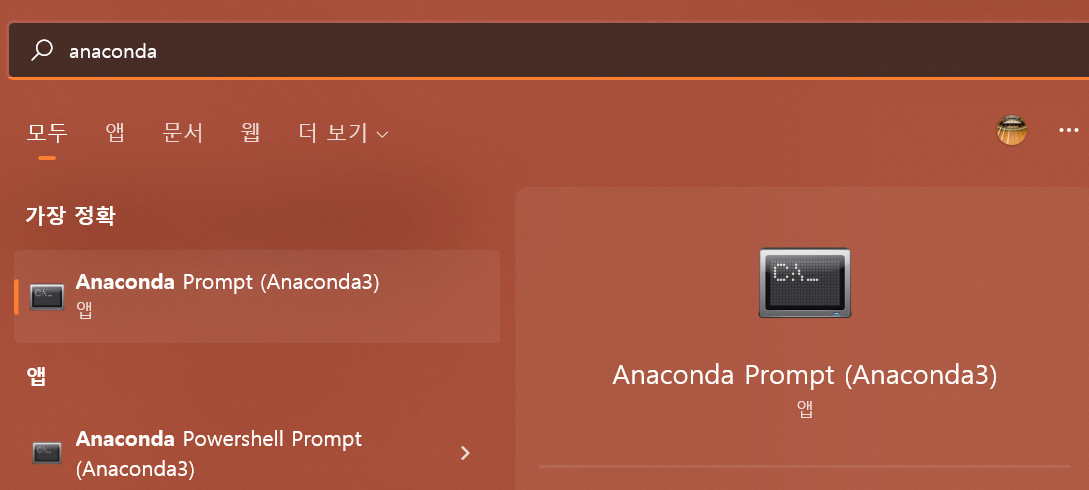 anaconda
모두 앱 문서 웹 더 보기
가장 정확
Anaconda Prompt (Anaconda3)
앱
앱
Anaconda Powershell Prompt
(Anaconda3)
C:\_
Anaconda Prompt (Anaconda3)
앱